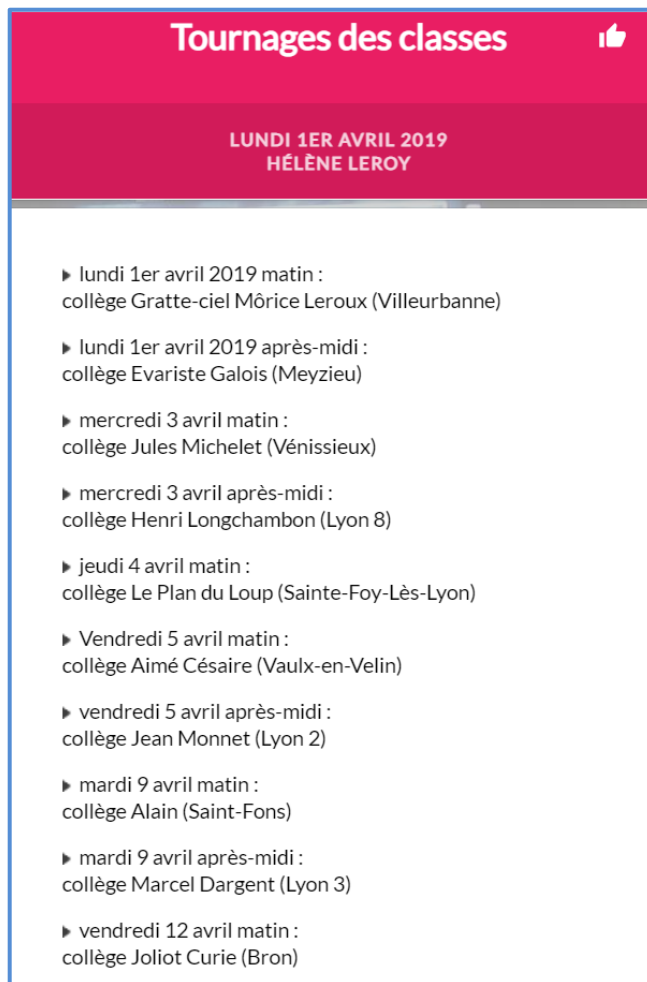 Tournages des classes
LUNDI 1ER AVRIL 2019
HÉLÈNE LEROY
lundi 1er avril 2019 matin :
collège Gratte-ciel Môrice Leroux (Villeurbanne)
lundi 1er avril 2019 après-midi :
collège Evariste Galois (Meyzieu)
mercredi 3 avril matin :
collège Jules Michelet (Vénissieux)
mercredi 3 avril après-midi :
collège Henri Longchambon (Lyon 8)
jeudi 4 avril matin :
collège Le Plan du Loup (Sainte-Foy-Lès-Lyon)
Vendredi 5 avril matin :
collège Aimé Césaire (Vaulx-en-Velin)
vendredi 5 avril après-midi :
collège Jean Monnet (Lyon 2)
mardi 9 avril matin :
collège Alain (Saint-Fons)
mardi 9 avril après-midi :
collège Marcel Dargent (Lyon 3)
vendredi 12 avril matin :
collège Joliot Curie (Bron)